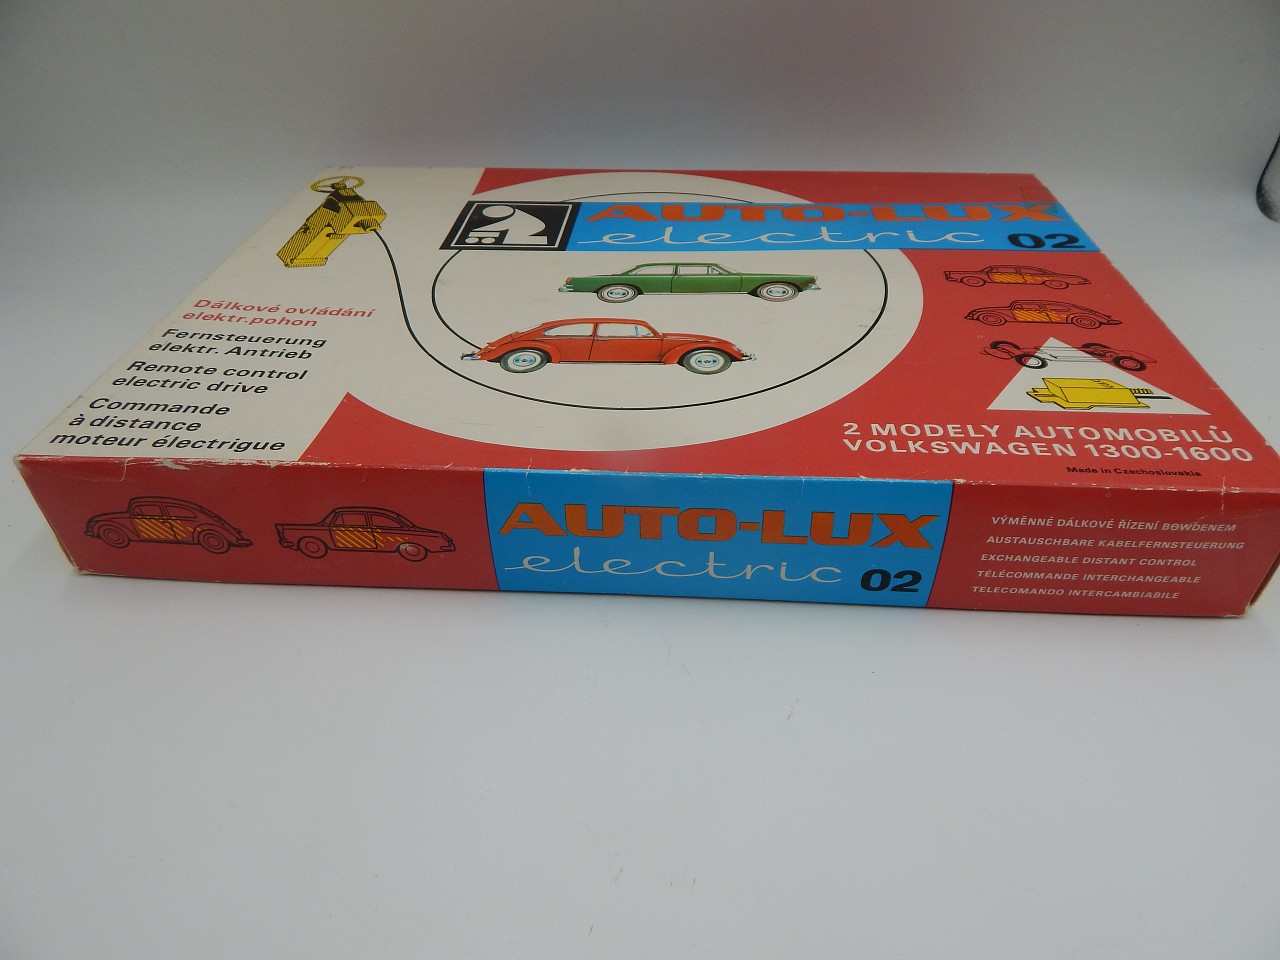 AUTO-LUX
electric 02
Dálkové ovládání
elektr.pohon
Fernsteuerung
elektr. Antrieb
Remote control
electric drive
Commande
à distance
moteur électrigue
2 MODELY AUTOMOBILŮ
VOLKSWAGEN 1300-1600
Made in Czechoslovakia
AUTO-LUX
electric 02
VÝMĚNNÉ DÁLKOVÉ ŘÍZENÍ BOWDENEM
AUSTAUSCHBARE KABELFERNSTEUERUNG
EXCHANGEABLE DISTANT CONTROL
TÉLÉCOMMANDE INTERCHANGEABLE
TELECOMANDO INTERCAMBIABILE